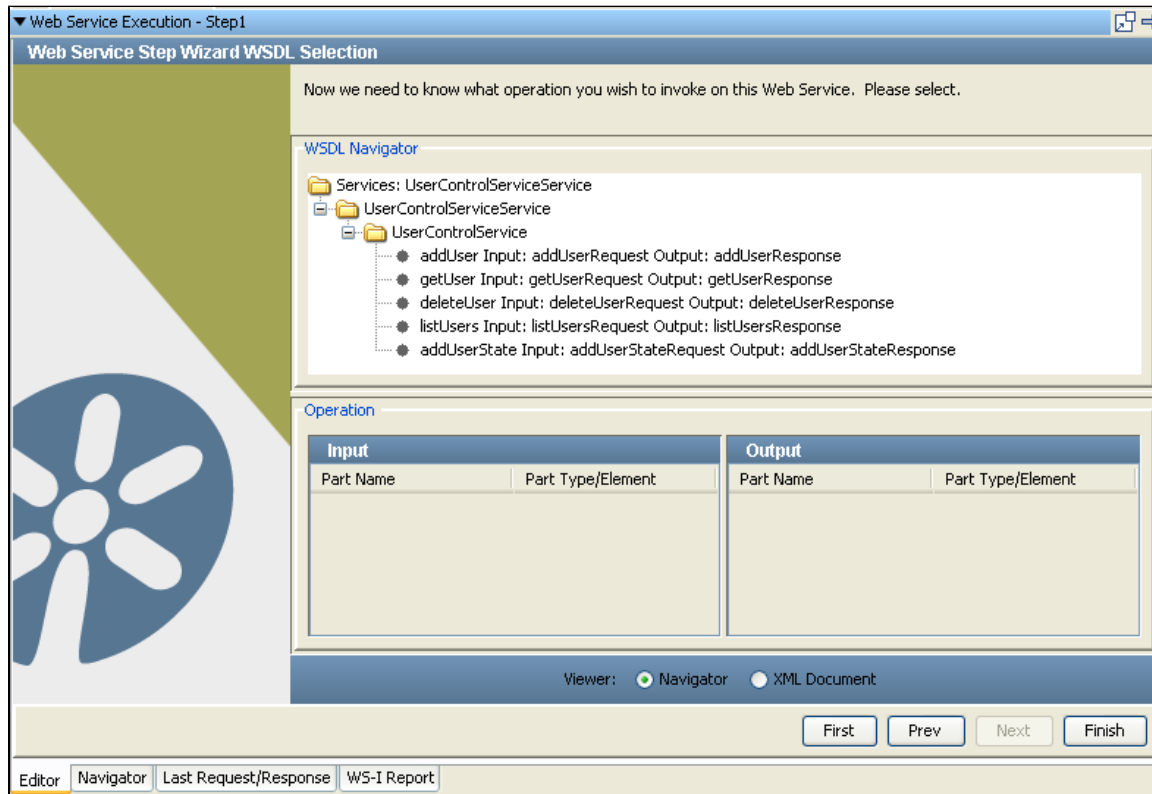 Web Service Execution - Step1
Web Service Step Wizard WSDL Selection
Now we need to know what operation you wish to invoke on this Web Service. Please select.
WSDL Navigator
Services: UserControlServiceService
UserControlServiceService
UserControlService
addUser Input: addUserRequest Output: addUserResponse
getUser Input: getUserRequest Output: getUserResponse
deleteUser Input: deleteUserRequest Output: deleteUserResponse
listUsers Input: listUsersRequest Output: listUsersResponse
addUserState Input: addUserStateRequest Output: addUserStateResponse
Operation
Input Output
Part Name Part Type/Element Part Name Part Type/Element
Viewer: Navigator XML Document
First Prev Next Finish
Editor Navigator Last Request/Response WS-I Report